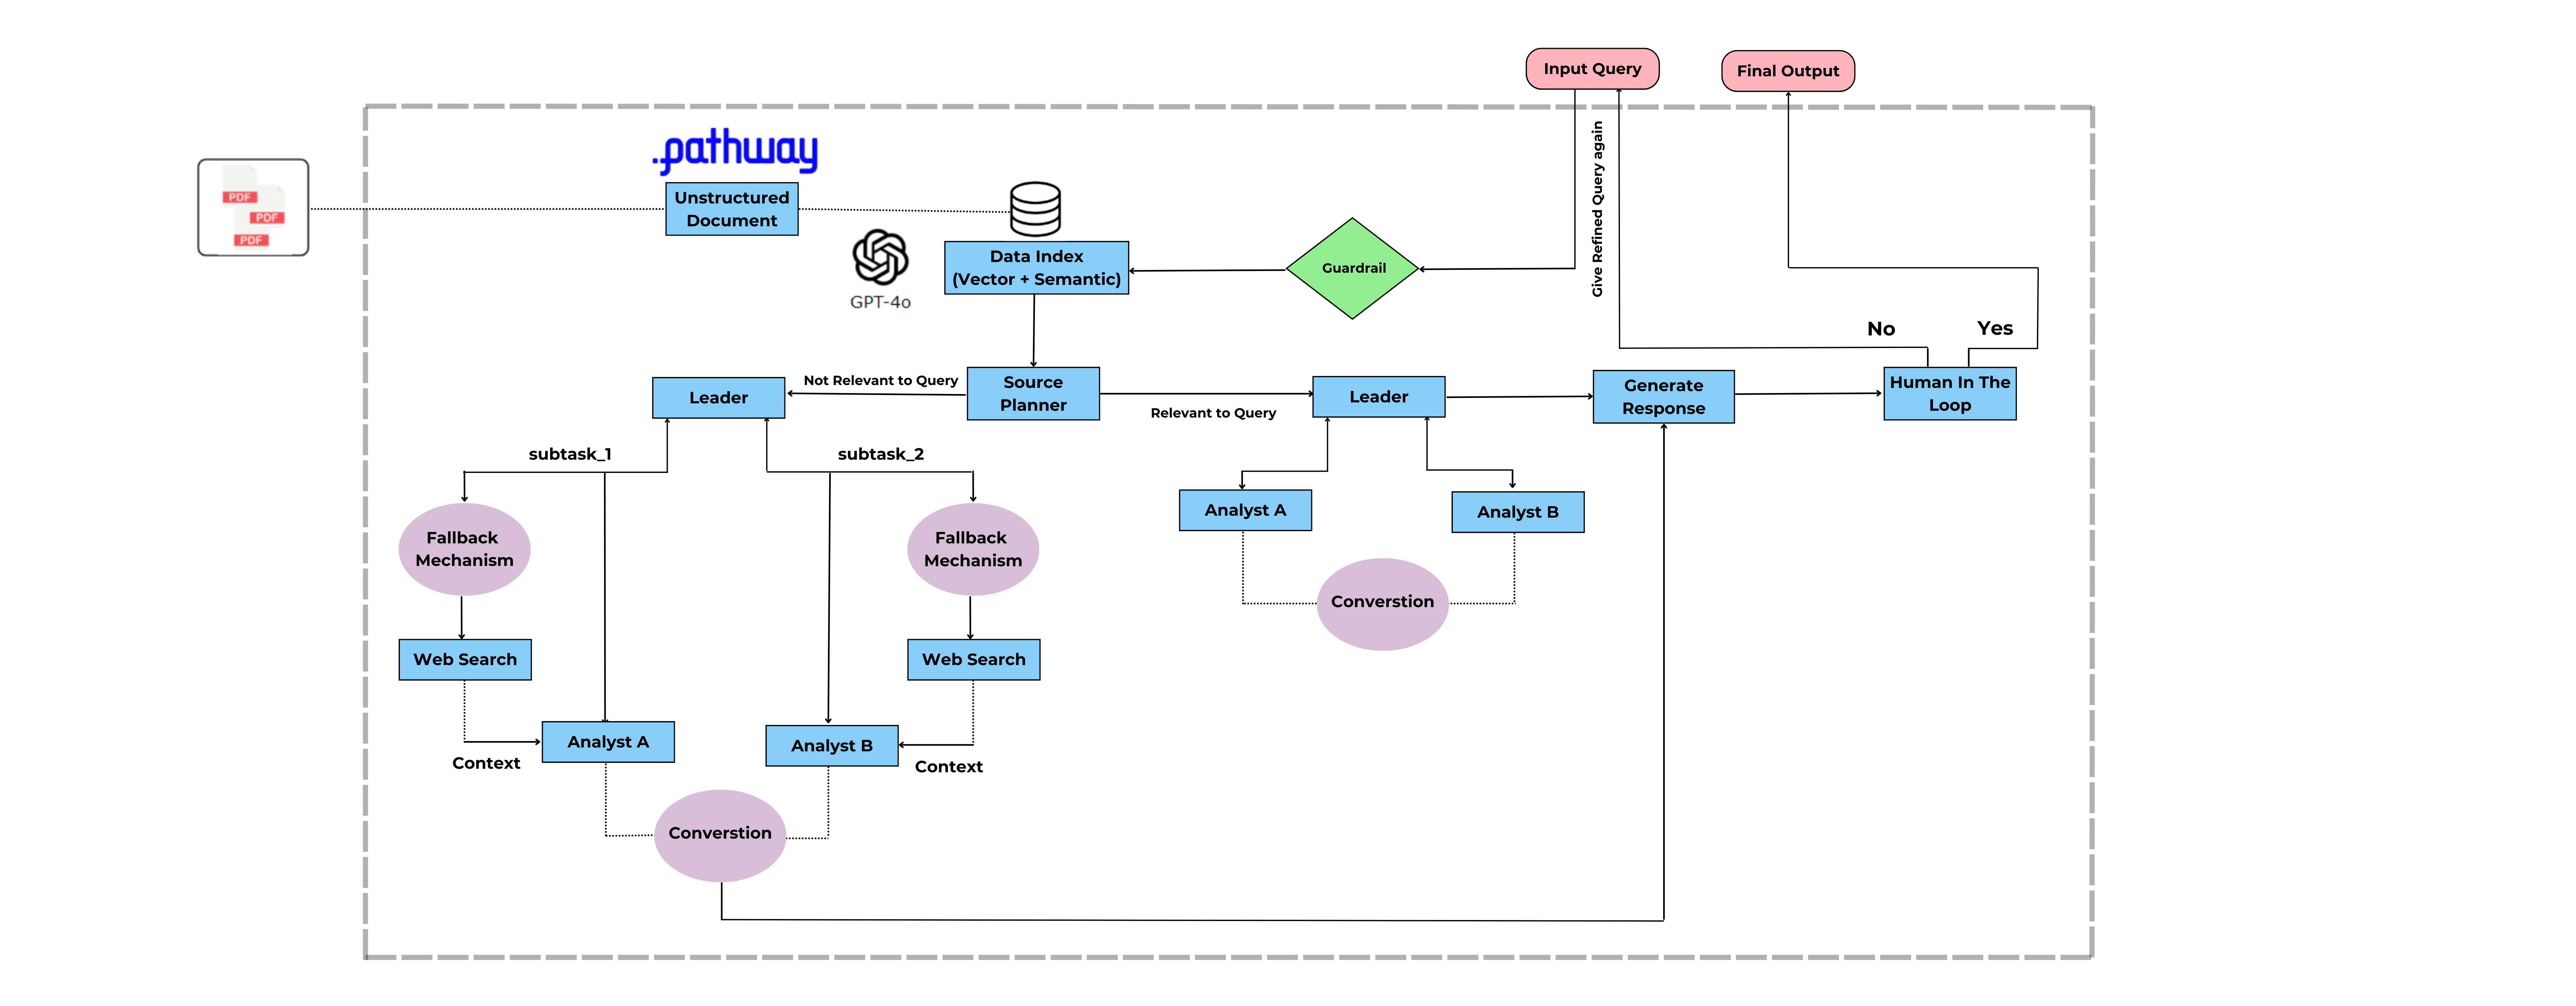 Input Query
Final Output
Give Refined Query again
.pathway
PDF
PDF
PDF
Unstructured
Document
GPT-4o
Data Index
(Vector + Semantic)
Guardrail
No
Yes
Leader
Not Relevant to Query
Source
Planner
Relevant to Query
Leader
Generate
Response
Human In The
Loop
subtask_1
subtask_2
Fallback
Mechanism
Fallback
Mechanism
Analyst A
Analyst B
Converstion
Web Search
Web Search
Analyst A
Analyst B
Context
Context
Converstion